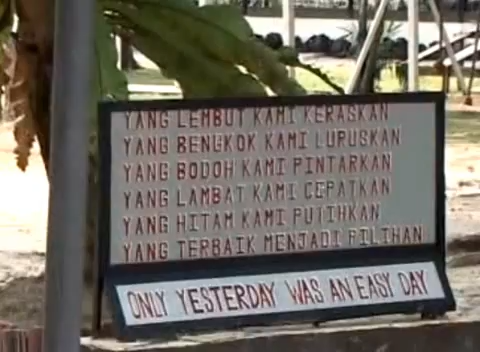 YANG LEMBUT KAMI KERASKAN
YANG BENGKOK KAMI LURUSKAN
YANG BODOH KAMI PINTARKAN
YANG LAMBAT KAMI CEPATKAN
YANG HITAM KAMI PUTIHKAN
YANG TERBAIK MENJADI PILIHAN
ONLY YESTERDAY WAS AN EASY DAY